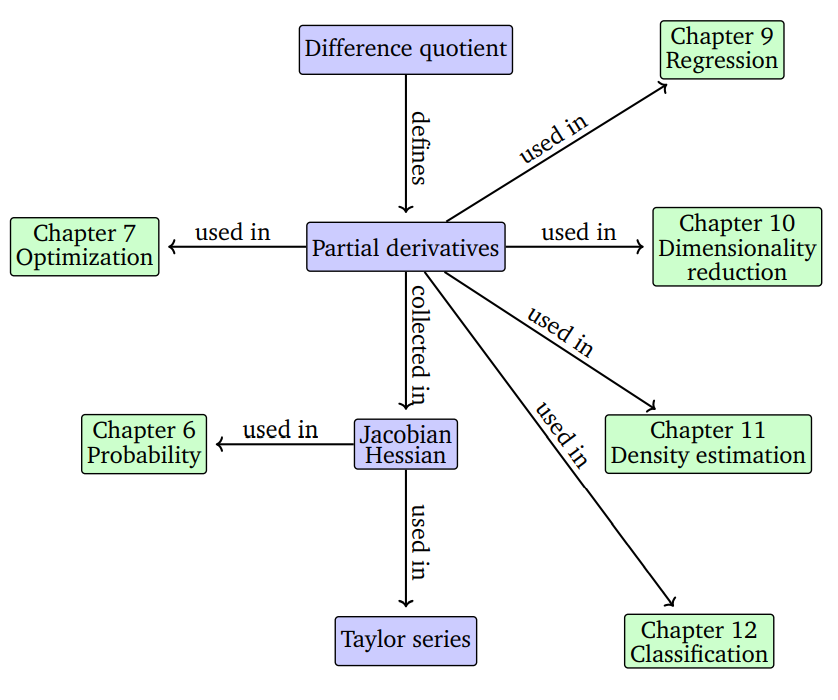 Difference quotient
Chapter 9
Regression
defines
used in
Chapter 7
Optimization
used in
Partial derivatives
used in
Chapter 10
Dimensionality
reduction
collected in
used in
used in
Chapter 6
Probability
used in
Jacobian
Hessian
Chapter 11
Density estimation
used in
Taylor series
Chapter 12
Classification